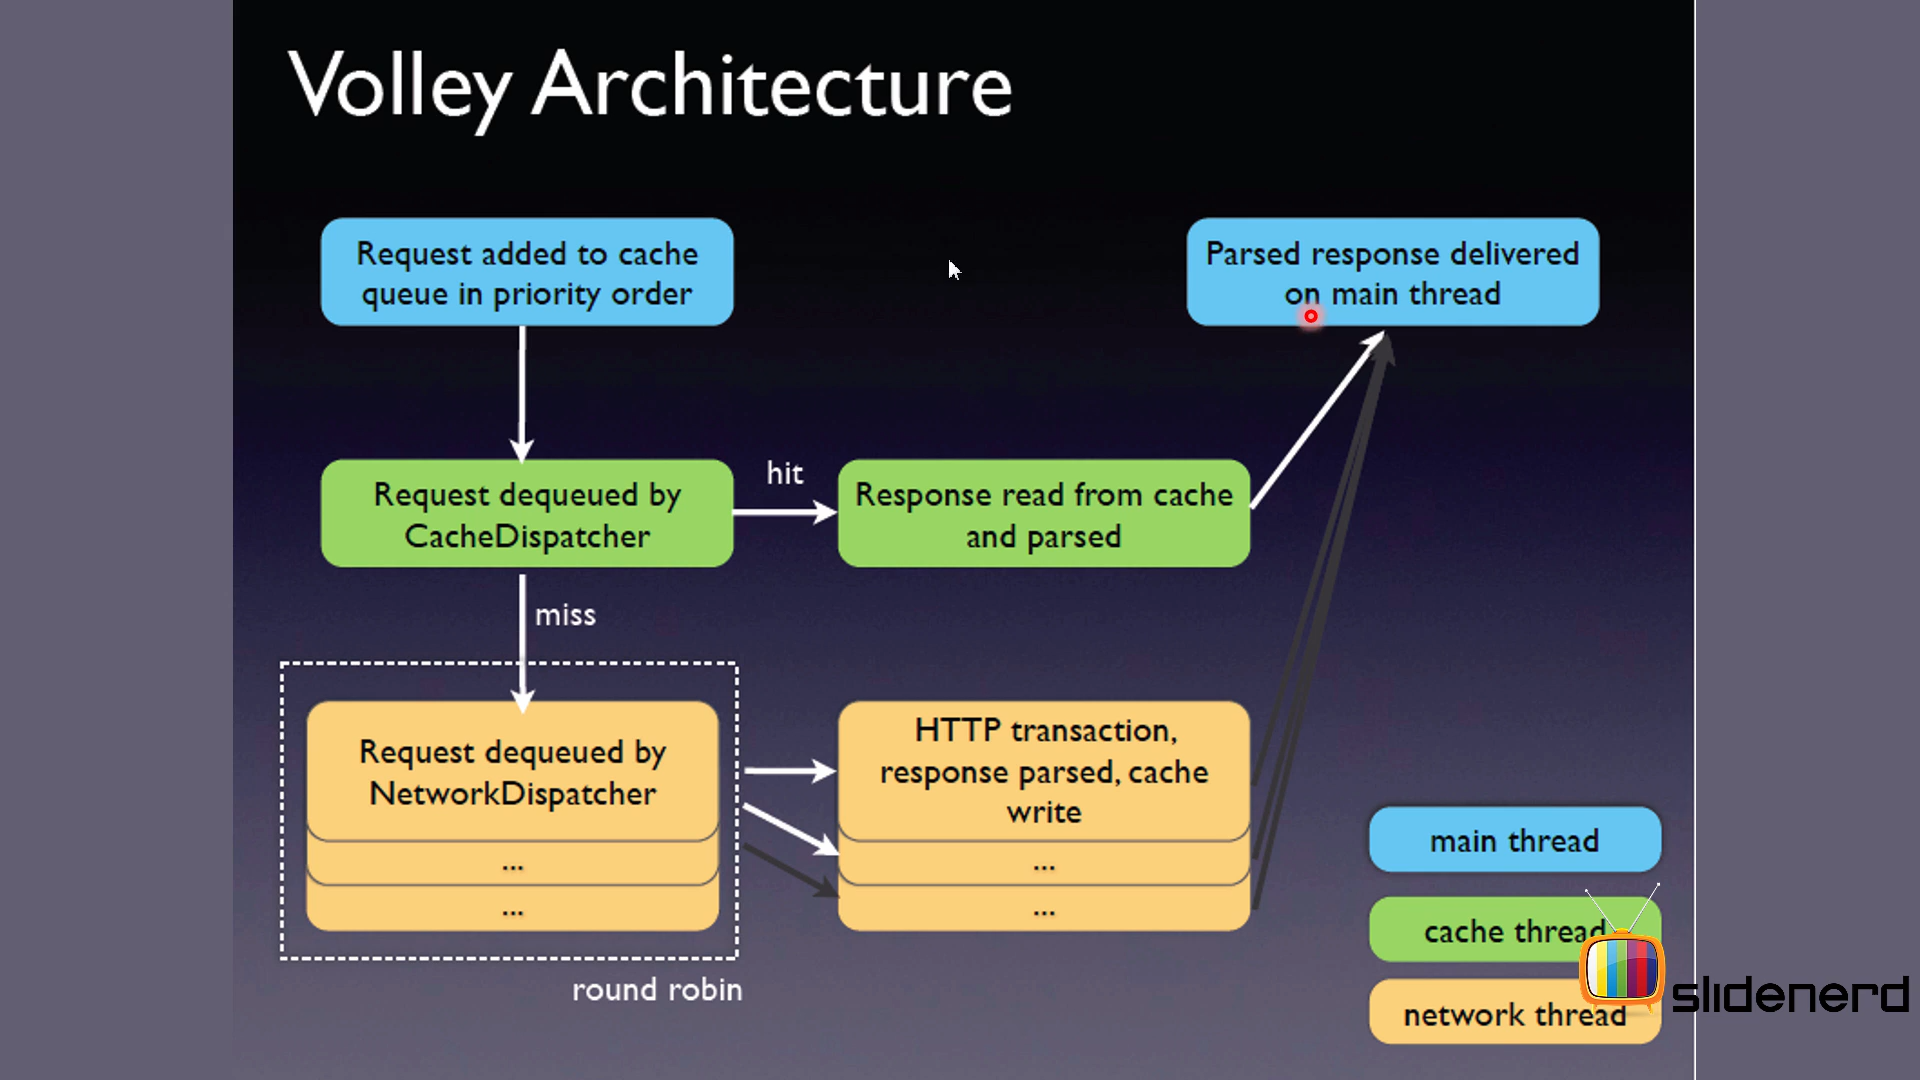 Volley Architecture
Request added to cache
queue in priority order
Parsed response delivered
on main thread
Request dequeued by
CacheDispatcher
hit
Response read from cache
and parsed
miss
Request dequeued by
NetworkDispatcher
...
...
HTTP transaction,
response parsed, cache
write
...
...
round robin
main thread
cache thread
network thread
slidenerd